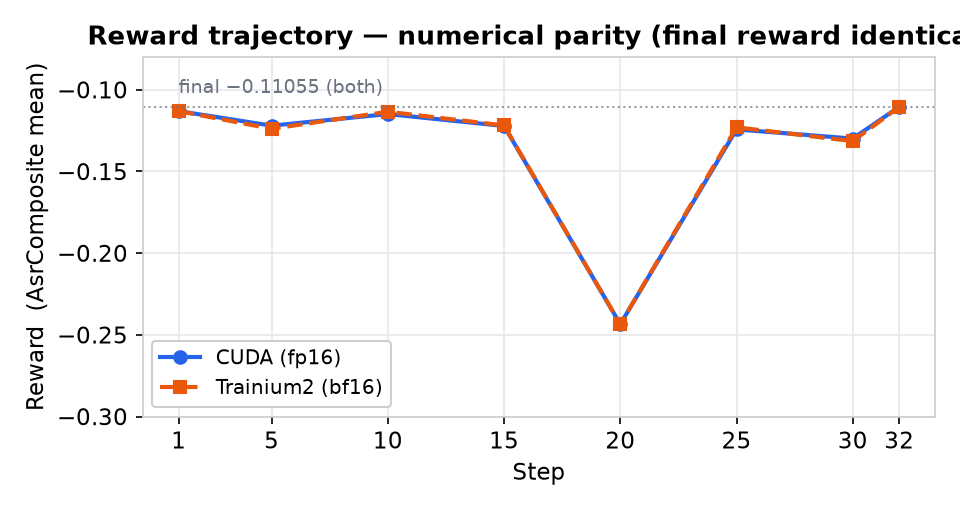 Reward trajectory — numerical parity (final reward
final −0.11055 (both)
Reward (AsrComposite mean)
−0.10
−0.15
−0.20
−0.25
−0.30
CUDA (fp16)
Trainium2 (bf16)
1 5 10 15 20 25 30 32
Step